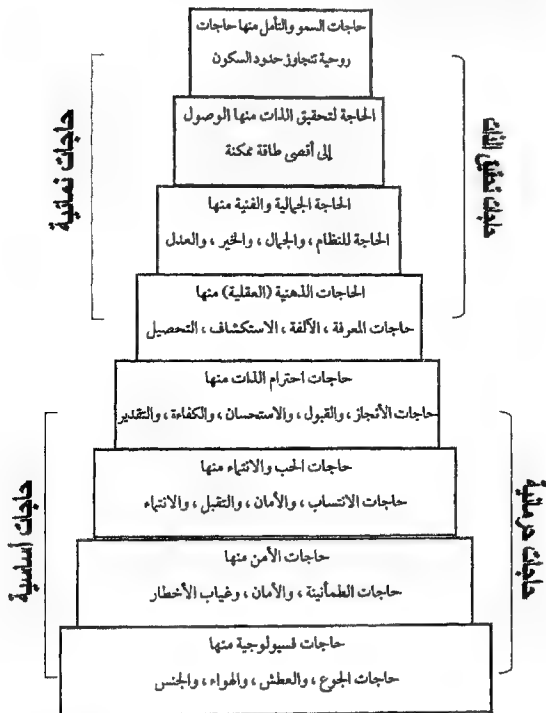 حاجات السمو والتأمل منها حاجات
روحية تتجاوز حدود السكون
الحاجة لتحقيق الذات منها الوصول
إلى أقصى طاقة ممكنة
الحاجة الجمالية والفنية منها
الحاجة للنظام ، والجمال ، والخير ، والعدل
الحاجات الذهنية (العقلية) منها
حاجات المعرفة ، الألفة ، الاستكشاف ، التحصيل
حاجات احترام الذات منها
حاجات الأنجاز ، والقبول ، والاستحسان ، والكفاءة ، والتقدير
حاجات الحب والانتماء منها
حاجات الانتساب ، والأمان ، والتقبل ، والانتماء
حاجات الأمن منها
حاجات الطمأنينة ، والأمان ، وغياب الأخطار
حاجات فسيولوجية منها
حاجات الجوع ، والعطش ، والهواء ، والجنس
حاجات تحقيق الذات
حاجات حرمانية
حاجات نمائية
حاجات أساسية